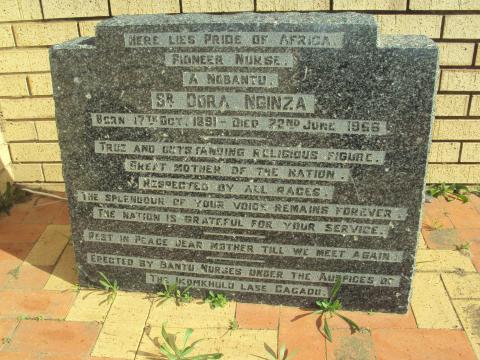 HERE LIES PRIDE OF AFRICA.
PIONEER NURSE.
A NOBANTU
SR DORA NGINZA
BORN 17TH OCT. 1891 - DIED 22ND JUNE 1966
TRUE AND OUTSTANDING RELIGIOUS FIGURE.
GREAT MOTHER OF THE NATION.
RESPECTED BY ALL RACES.
THE SPLENDOUR OF YOUR VOICE REMAINS FOREVER.
THE NATION IS GRATEFUL FOR YOUR SERVICE.
REST IN PEACE DEAR MOTHER TILL WE MEET AGAIN
ERECTED BY BANTU NURSES UNDER THE AUSPICES OF
THE IKOMKHULO LASE CACADU.